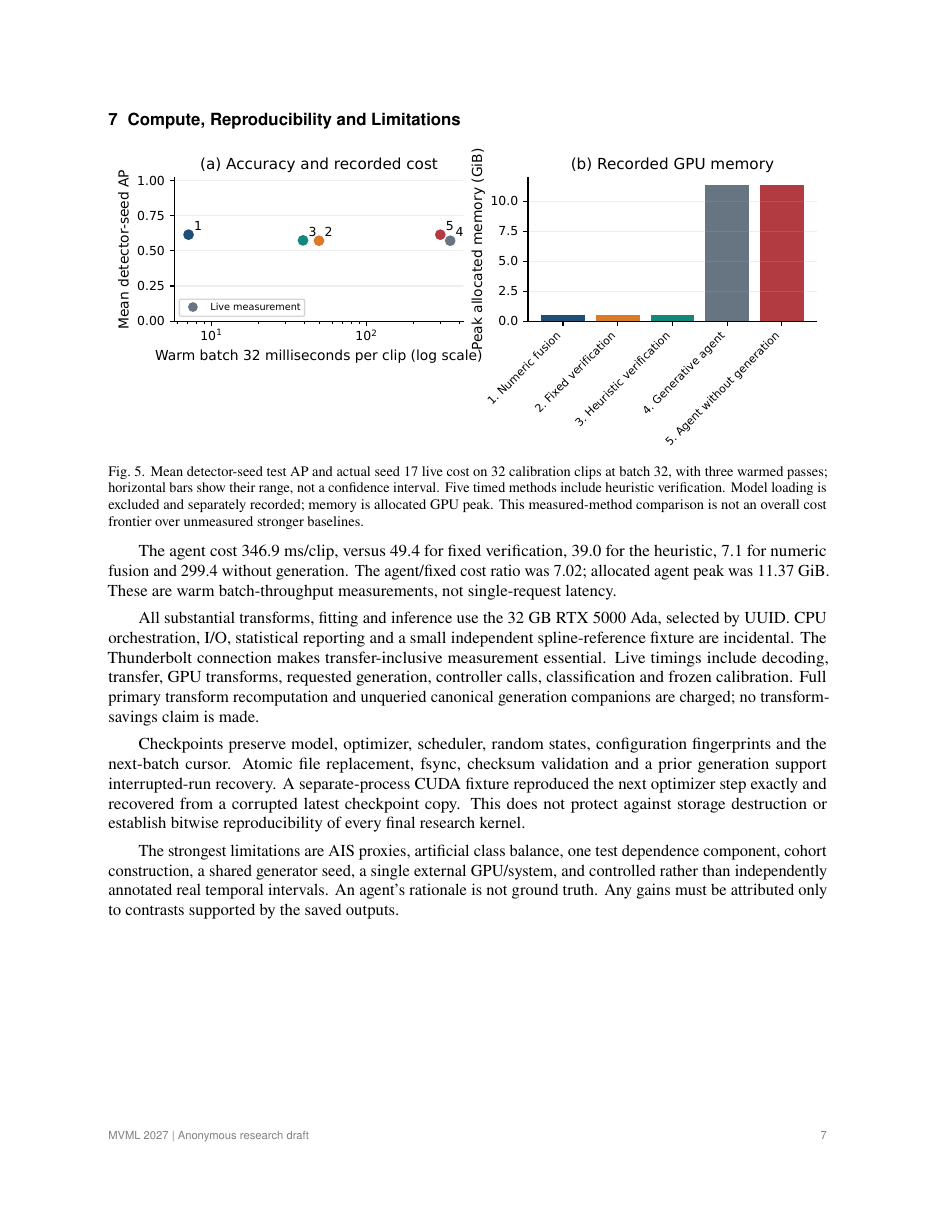 7 Compute, Reproducibility and Limitations
(a) Accuracy and recorded cost
Mean detector-seed AP
1.00
0.75
0.50
0.25
0.00
1
3
2
5
4
Live measurement
10¹
10²
Warm batch 32 milliseconds per clip (log scale)
(b) Recorded GPU memory
Peak allocated memory (GiB)
10.0
7.5
5.0
2.5
0.0
1. Numeric fusion
2. Fixed verification
3. Heuristic verification
4. Generative agent
5. Agent without generation
Fig. 5. Mean detector-seed test AP and actual seed 17 live cost on 32 calibration clips at batch 32, with three warmed passes;
horizontal bars show their range, not a confidence interval. Five timed methods include heuristic verification. Model loading is
excluded and separately recorded; memory is allocated GPU peak. This measured-method comparison is not an overall cost
frontier over unmeasured stronger baselines.
The agent cost 346.9 ms/clip, versus 49.4 for fixed verification, 39.0 for the heuristic, 7.1 for numeric
fusion and 299.4 without generation. The agent/fixed cost ratio was 7.02; allocated agent peak was 11.37 GiB.
These are warm batch-throughput measurements, not single-request latency.
All substantial transforms, fitting and inference use the 32 GB RTX 5000 Ada, selected by UUID. CPU
orchestration, I/O, statistical reporting and a small independent spline-reference fixture are incidental. The
Thunderbolt connection makes transfer-inclusive measurement essential. Live timings include decoding,
transfer, GPU transforms, requested generation, controller calls, classification and frozen calibration. Full
primary transform recomputation and unqueried canonical generation companions are charged; no transform-
savings claim is made.
Checkpoints preserve model, optimizer, scheduler, random states, configuration fingerprints and the
next-batch cursor. Atomic file replacement, fsync, checksum validation and a prior generation support
interrupted-run recovery. A separate-process CUDA fixture reproduced the next optimizer step exactly and
recovered from a corrupted latest checkpoint copy. This does not protect against storage destruction or
establish bitwise reproducibility of every final research kernel.
The strongest limitations are AIS proxies, artificial class balance, one test dependence component, cohort
construction, a shared generator seed, a single external GPU/system, and controlled rather than independently
annotated real temporal intervals. An agent's rationale is not ground truth. Any gains must be attributed only
to contrasts supported by the saved outputs.
MVML 2027 | Anonymous research draft
7